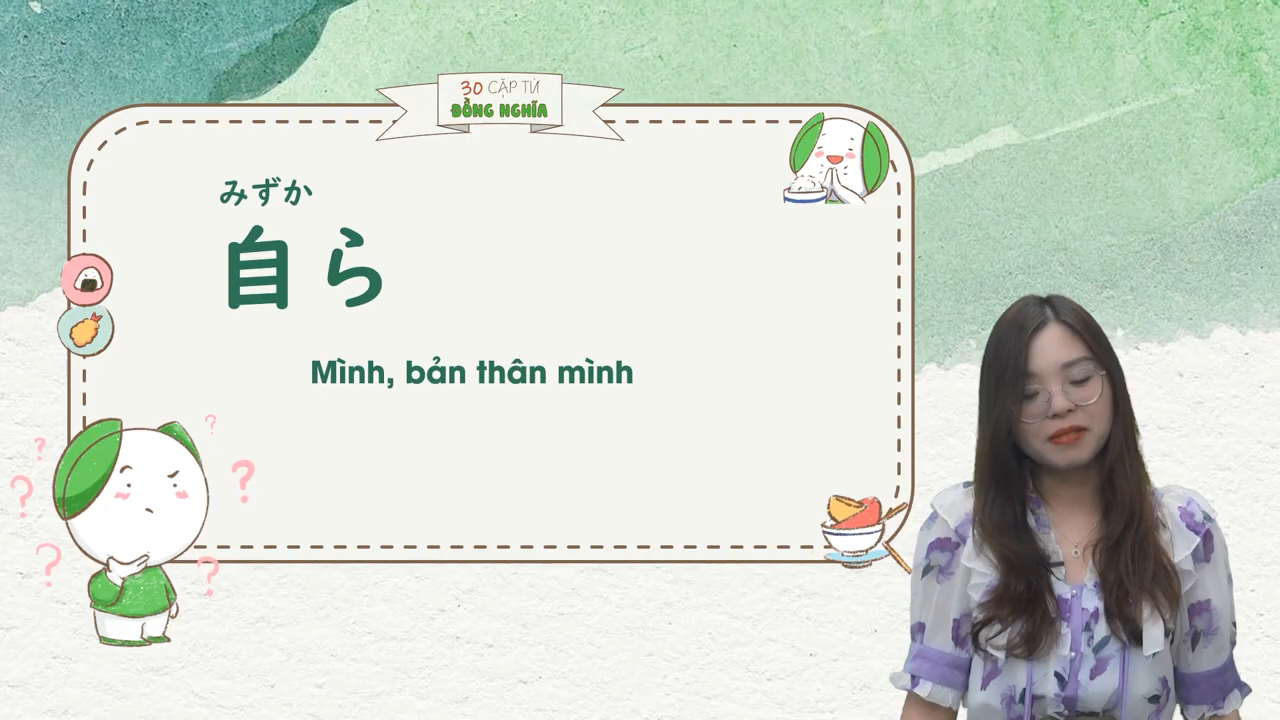 30 CẶP TỪ
ĐỒNG NGHĨA
みずか
自ら
Mình, bản thân mình